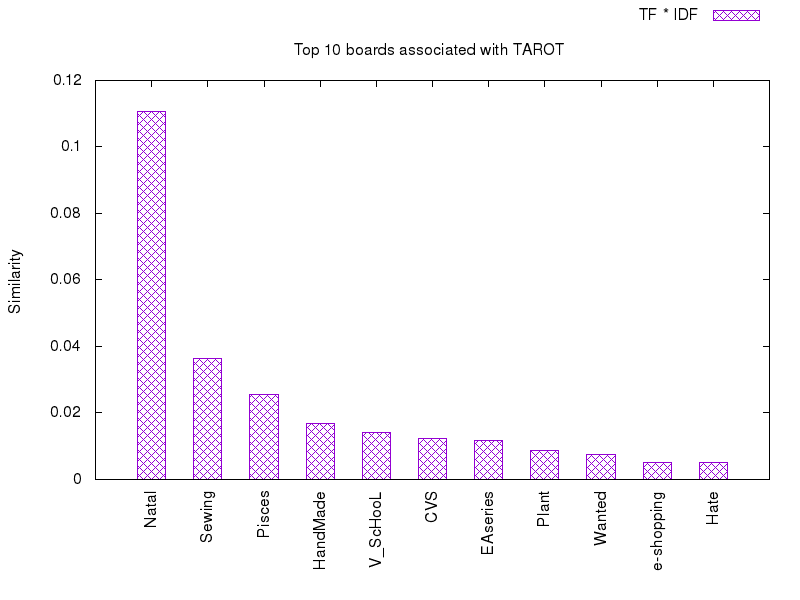 TF * IDF
Top 10 boards associated with TAROT
0.12
0.1
0.08
0.06
0.04
0.02
0
Similarity
Natal
Sewing
Pisces
HandMade
V_ScHooL
CVS
EAseries
Plant
Wanted
e-shopping
Hate